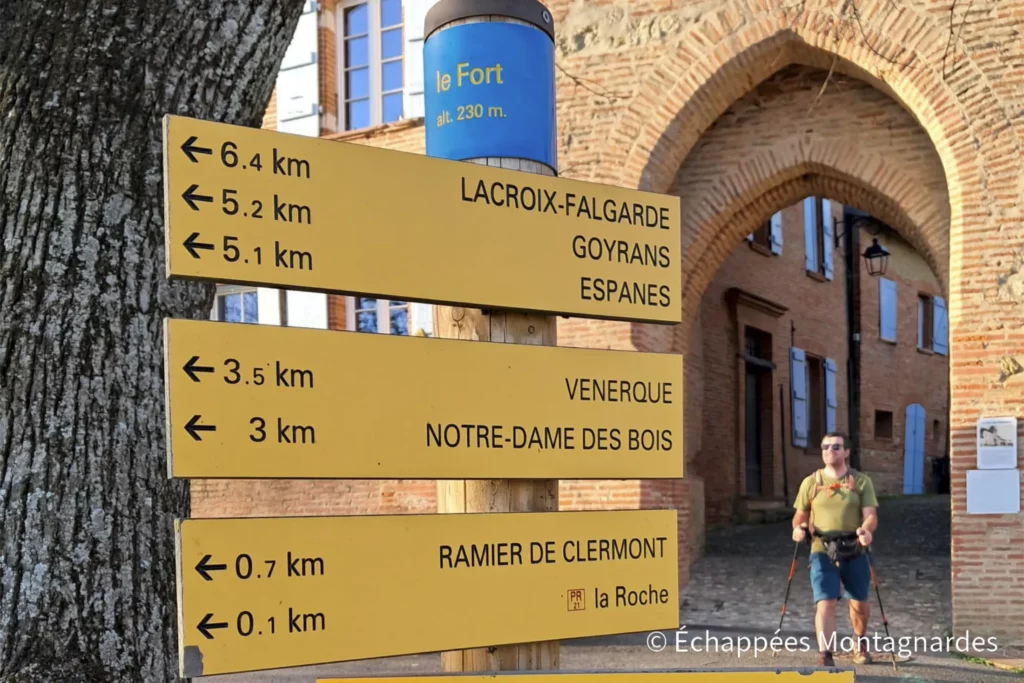 le Fort
alt. 230 m.
← 6.4 km LACROIX-FALGARDE
← 5.2 km GOYRANS
← 5.1 km ESPANES
← 3.5 km VENERQUE
← 3 km NOTRE-DAME DES BOIS
← 0.7 km RAMIER DE CLERMONT
← 0.1 km PR 21 la Roche
© Échappées Montagnardes